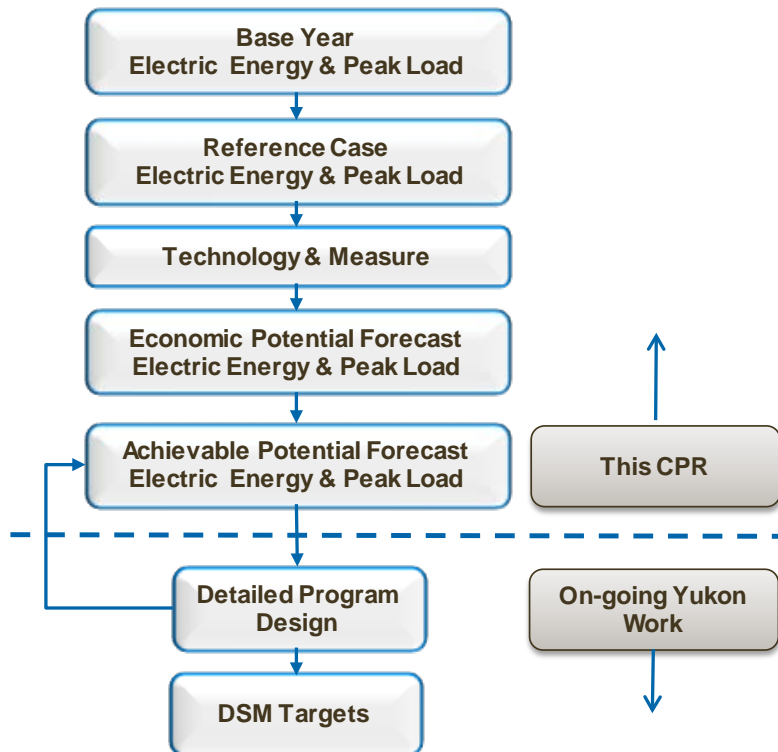 Base Year
Electric Energy & Peak Load
Reference Case
Electric Energy & Peak Load
Technology & Measure
Economic Potential Forecast
Electric Energy & Peak Load
Achievable Potential Forecast
Electric Energy & Peak Load
This CPR
Detailed Program
Design
On-going Yukon
Work
DSM Targets